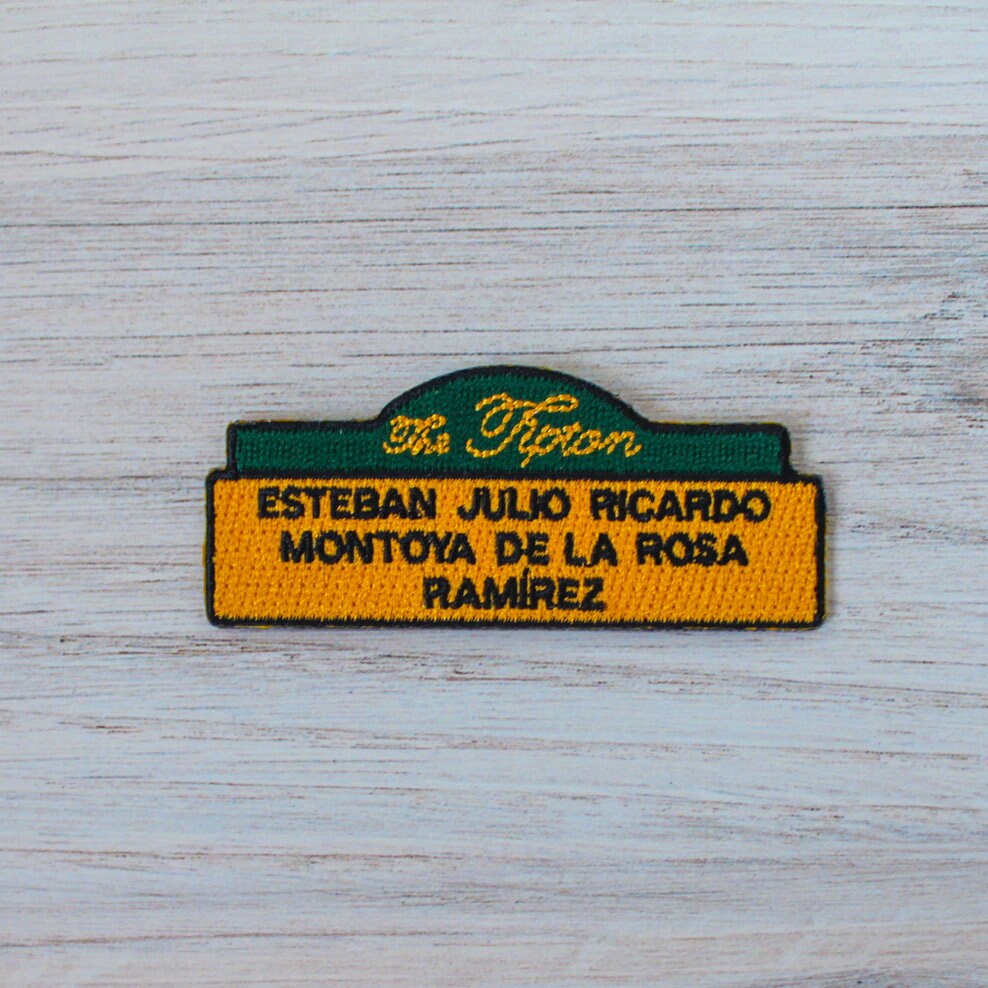 The Tipton
ESTEBAN JULIO RICARDO
MONTOYA DE LA ROSA
RAMÍREZ